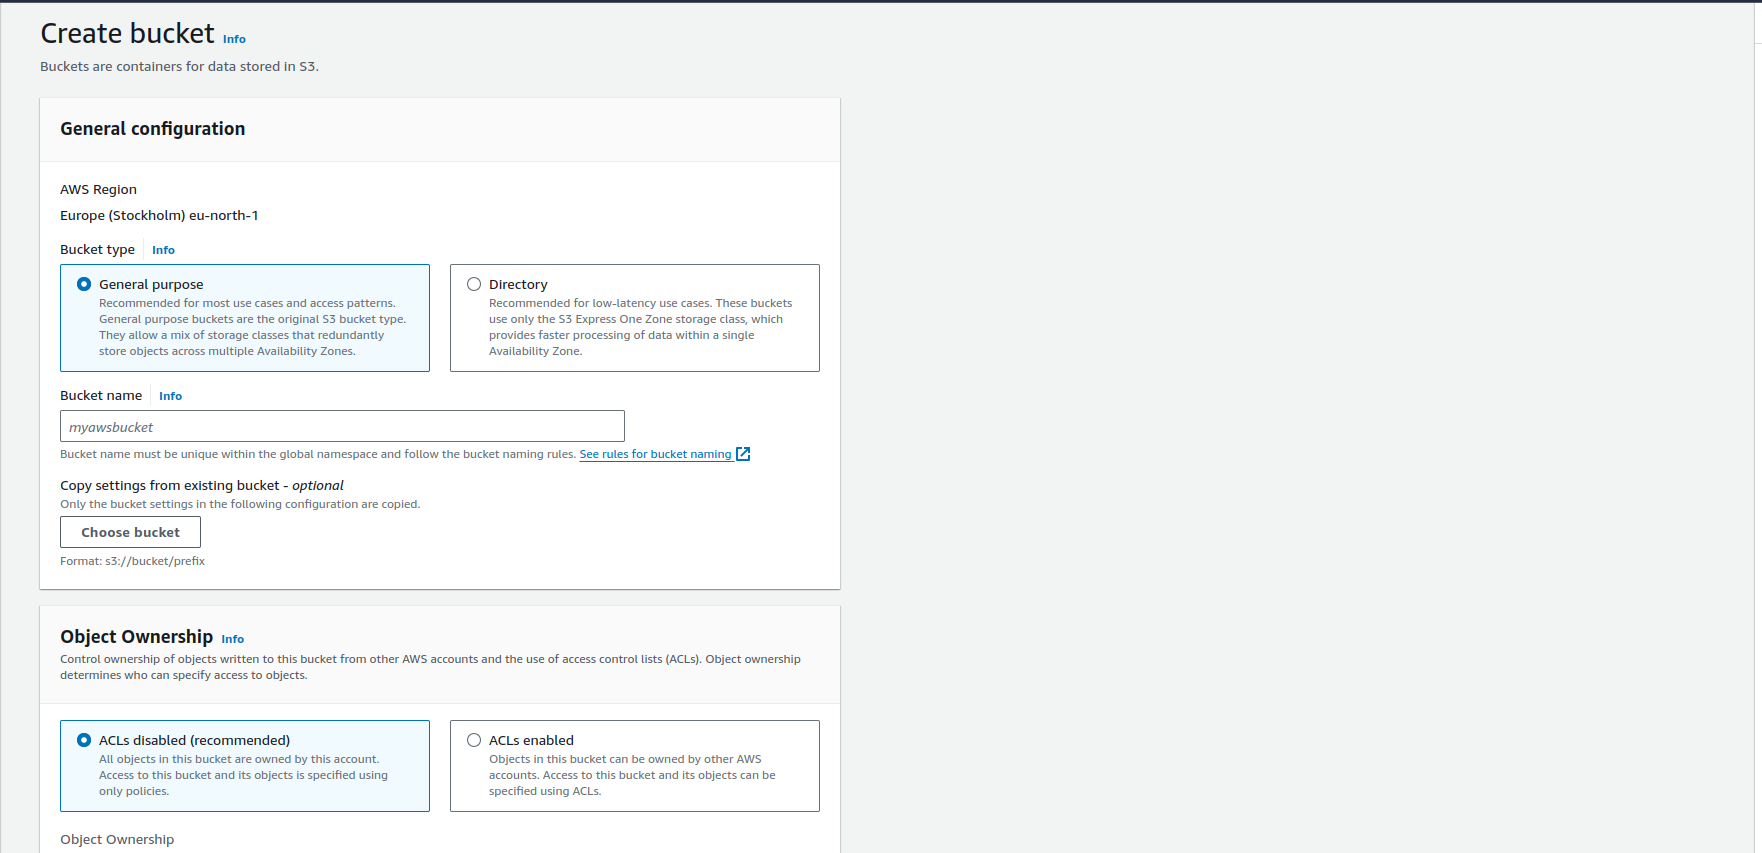 Create bucket Info
Buckets are containers for data stored in S3.
General configuration
AWS Region
Europe (Stockholm) eu-north-1
Bucket type Info
General purpose
Recommended for most use cases and access patterns.
General purpose buckets are the original S3 bucket type.
They allow a mix of storage classes that redundantly
store objects across multiple Availability Zones.
Directory
Recommended for low-latency use cases. These buckets
use only the S3 Express One Zone storage class, which
provides faster processing of data within a single
Availability Zone.
Bucket name Info
myawsbucket
Bucket name must be unique within the global namespace and follow the bucket naming rules. See rules for bucket naming
Copy settings from existing bucket - optional
Only the bucket settings in the following configuration are copied.
Choose bucket
Format: s3://bucket/prefix
Object Ownership Info
Control ownership of objects written to this bucket from other AWS accounts and the use of access control lists (ACLs). Object ownership
determines who can specify access to objects.
ACLs disabled (recommended)
All objects in this bucket are owned by this account.
Access to this bucket and its objects is specified using
only policies.
ACLs enabled
Objects in this bucket can be owned by other AWS
accounts. Access to this bucket and its objects can be
specified using ACLs.
Object Ownership